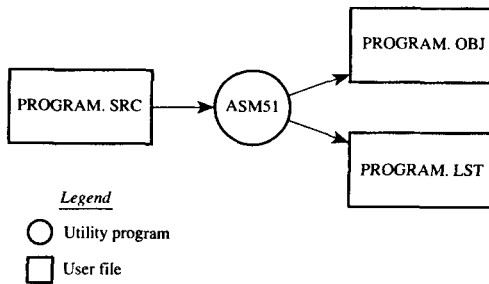 PROGRAM. SRC
ASM51
PROGRAM. OBJ
PROGRAM. LST
Legend
Utility program
User file